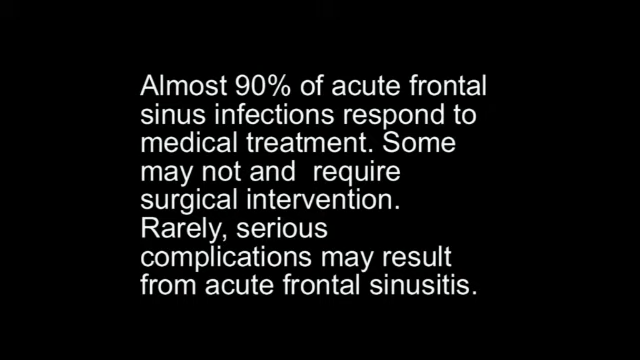 Almost 90% of acute frontal
sinus infections respond to
medical treatment. Some
may not and  require
surgical intervention.
Rarely, serious
complications may result
from acute frontal sinusitis.